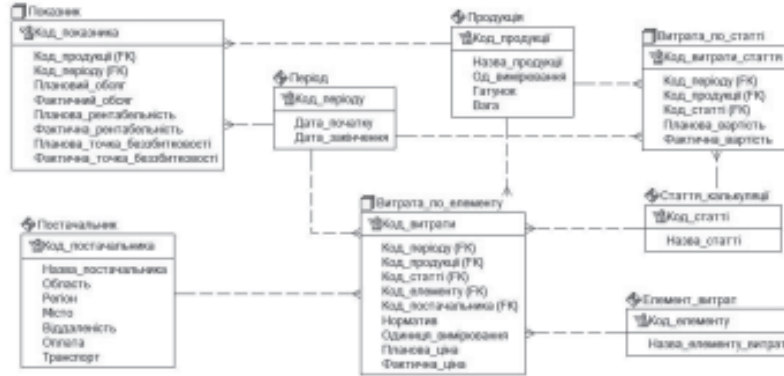 Показник
Код_показника
Код_продукції (FK)
Код_періоду (FK)
Плановий_обсяг
Фактичний_обсяг
Планова_рентабельність
Фактична_рентабельність
Планова_точка_беззбитковості
Фактична_точка_беззбитковості
Період
Код_періоду
Дата_початку
Дата_закінчення
Продукція
Код_продукції
Назва_продукції
Од_вимірювання
Гатунок
Вага
Витрата_по_статті
Код_витрати_стаття
Код_періоду (FK)
Код_продукції (FK)
Код_статті (FK)
Планова_вартість
Фактична_вартість
Постачальник
Код_постачальника
Назва_постачальника
Область
Регіон
Місто
Віддаленість
Оплата
Транспорт
Витрата_по_елементу
Код_витрати
Код_періоду (FK)
Код_продукції (FK)
Код_статті (FK)
Код_елементу (FK)
Код_постачальника (FK)
Норматив
Одиниця_вимірювання
Планова_ціна
Фактична_ціна
Стаття_калькуляції
Код_статті
Назва_статті
Елемент_витрат
Код_елементу
Назва_елементу_витрат